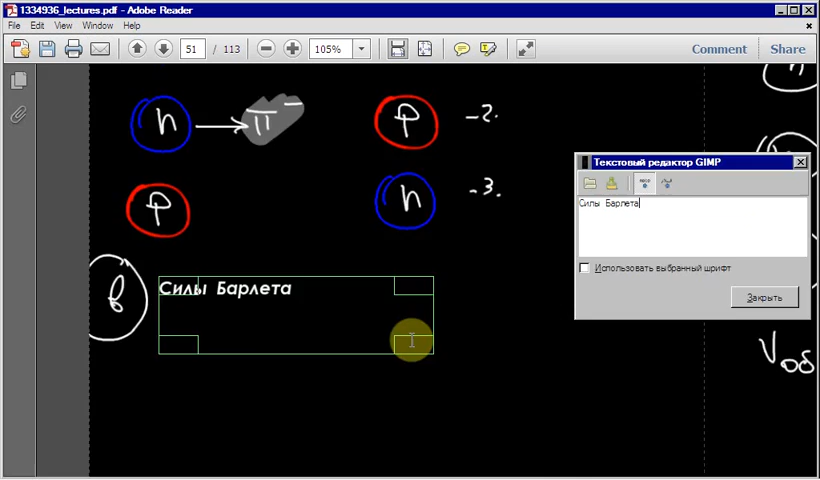 1334936_lectures.pdf - Adobe Reader
File Edit View Window Help
51 / 113 105% Comment Share
n → π⁻ p -2.
p n -3.
в Силы Барлета
n
Vоб
Текстовый редактор GIMP
Силы Барлета
Использовать выбранный шрифт
Закрыть